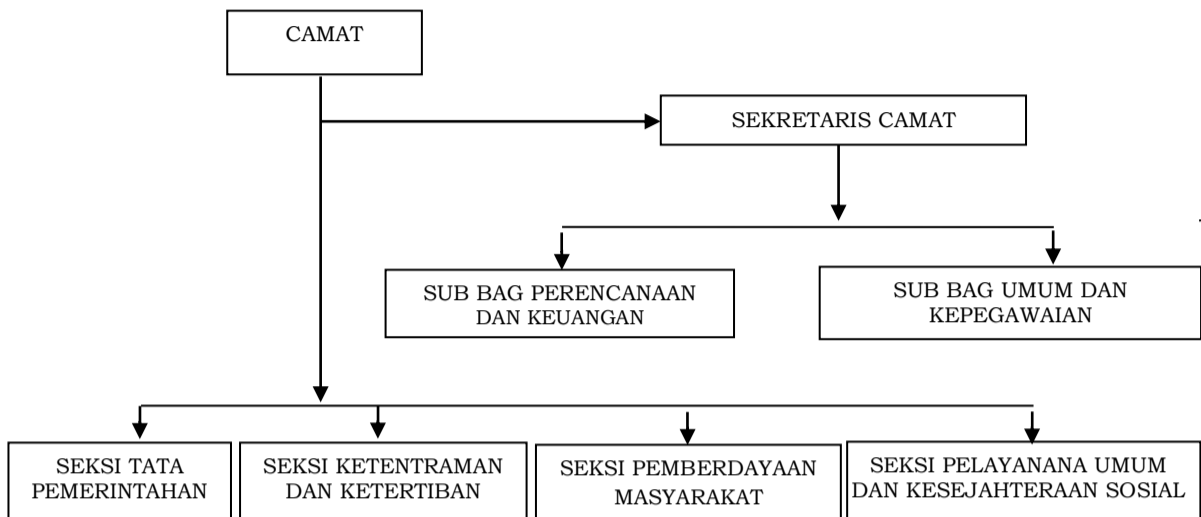 CAMAT
SEKRETARIS CAMAT
SUB BAG PERENCANAAN
DAN KEUANGAN
SUB BAG UMUM DAN
KEPEGAWAIAN
SEKSI TATA
PEMERINTAHAN
SEKSI KETENTRAMAN
DAN KETERTIBAN
SEKSI PEMBERDAYAAN
MASYARAKAT
SEKSI PELAYANANA UMUM
DAN KESEJAHTERAAN SOSIAL